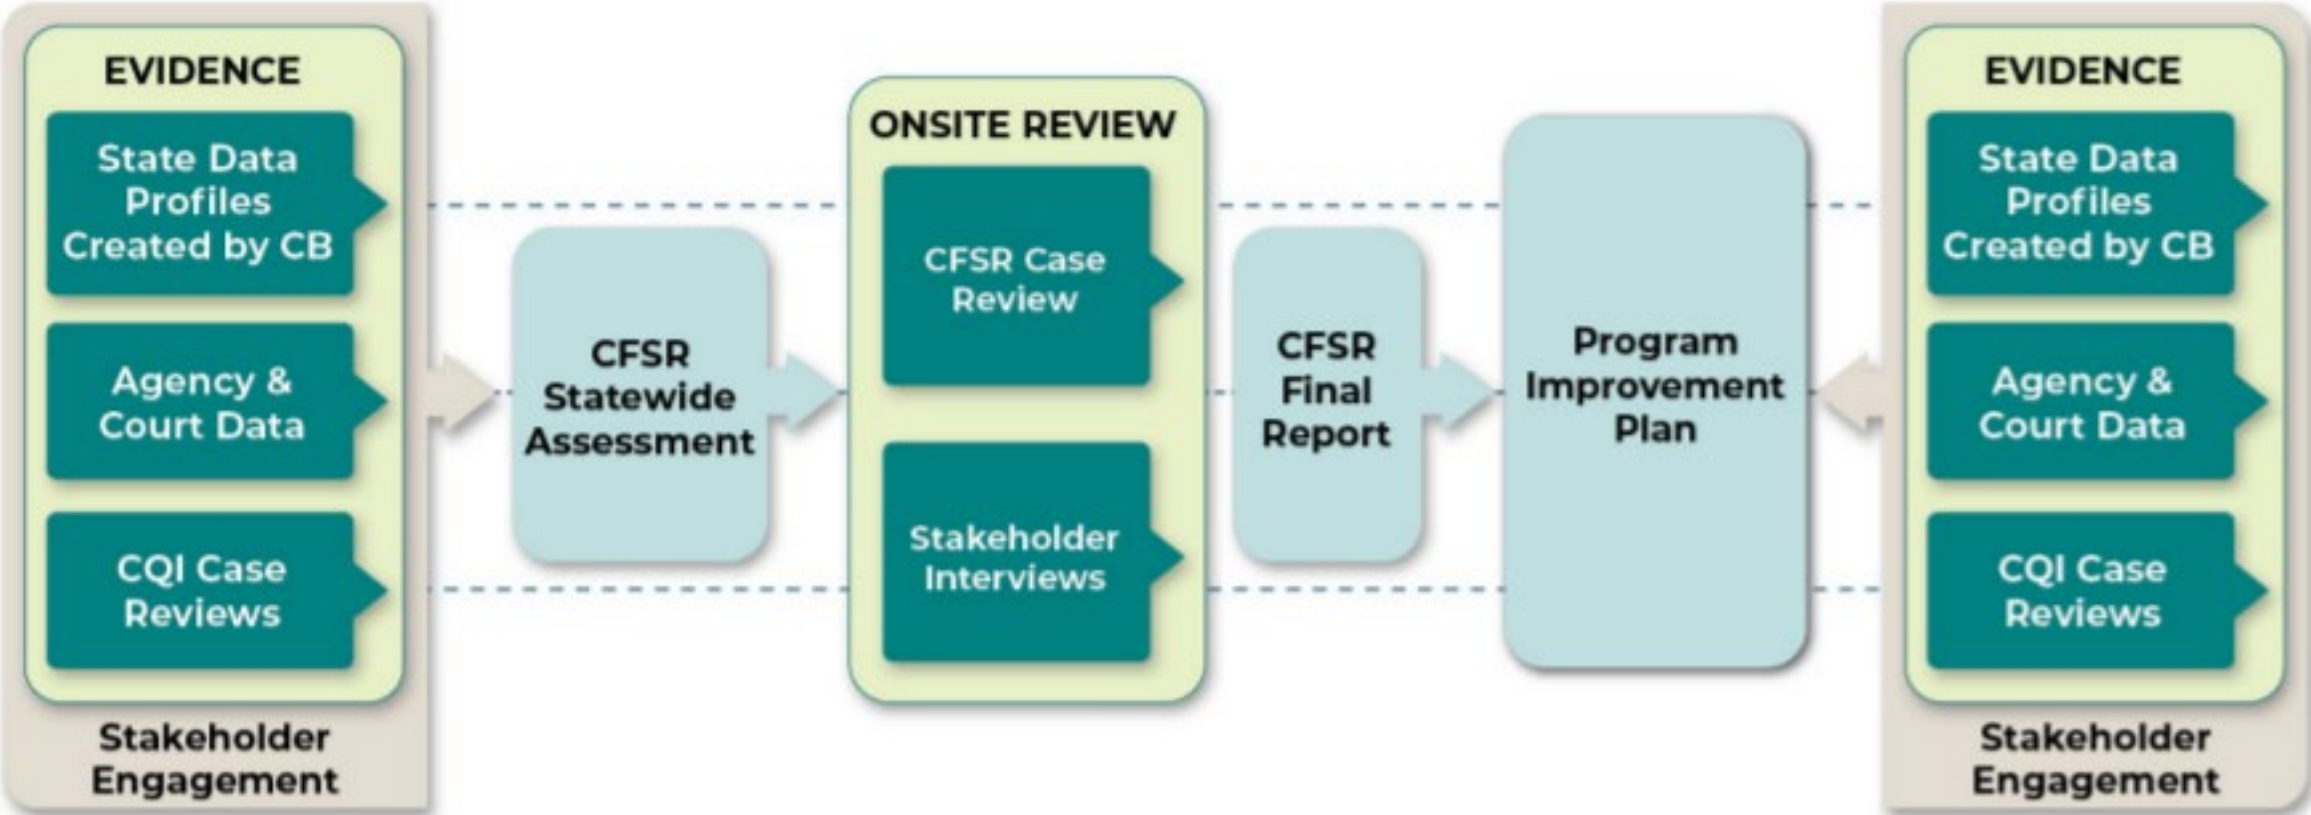 EVIDENCE
State Data
Profiles
Created by CB
Agency &
Court Data
CQI Case
Reviews
Stakeholder
Engagement
CFSR
Statewide
Assessment
ONSITE REVIEW
CFSR Case
Review
Stakeholder
Interviews
CFSR
Final
Report
Program
Improvement
Plan
EVIDENCE
State Data
Profiles
Created by CB
Agency &
Court Data
CQI Case
Reviews
Stakeholder
Engagement